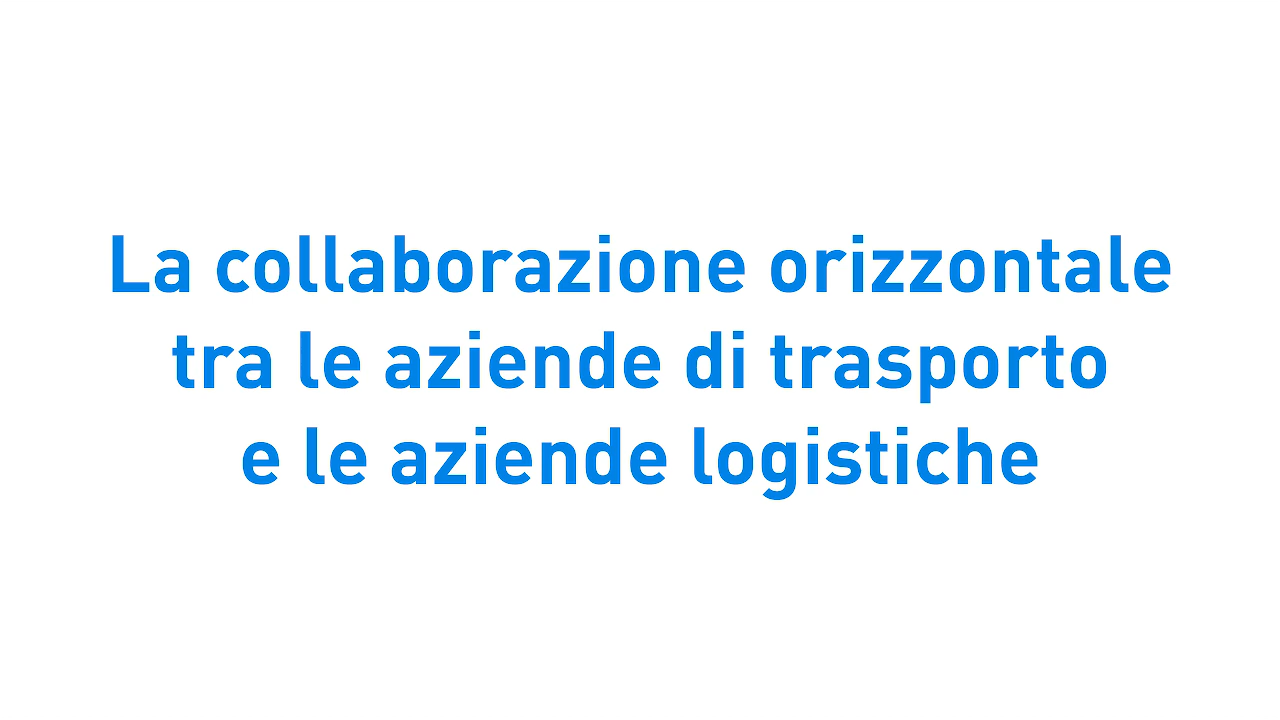 La collaborazione orizzontale
tra le aziende di trasporto
e le aziende logistiche